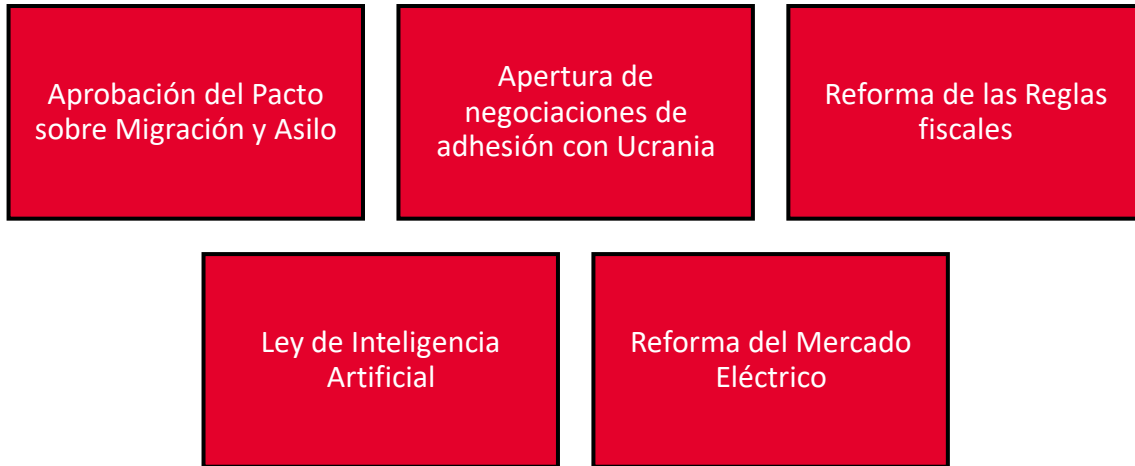 Aprobación del Pacto
sobre Migración y Asilo
Apertura de
negociaciones de
adhesión con Ucrania
Reforma de las Reglas
fiscales
Ley de Inteligencia
Artificial
Reforma del Mercado
Eléctrico